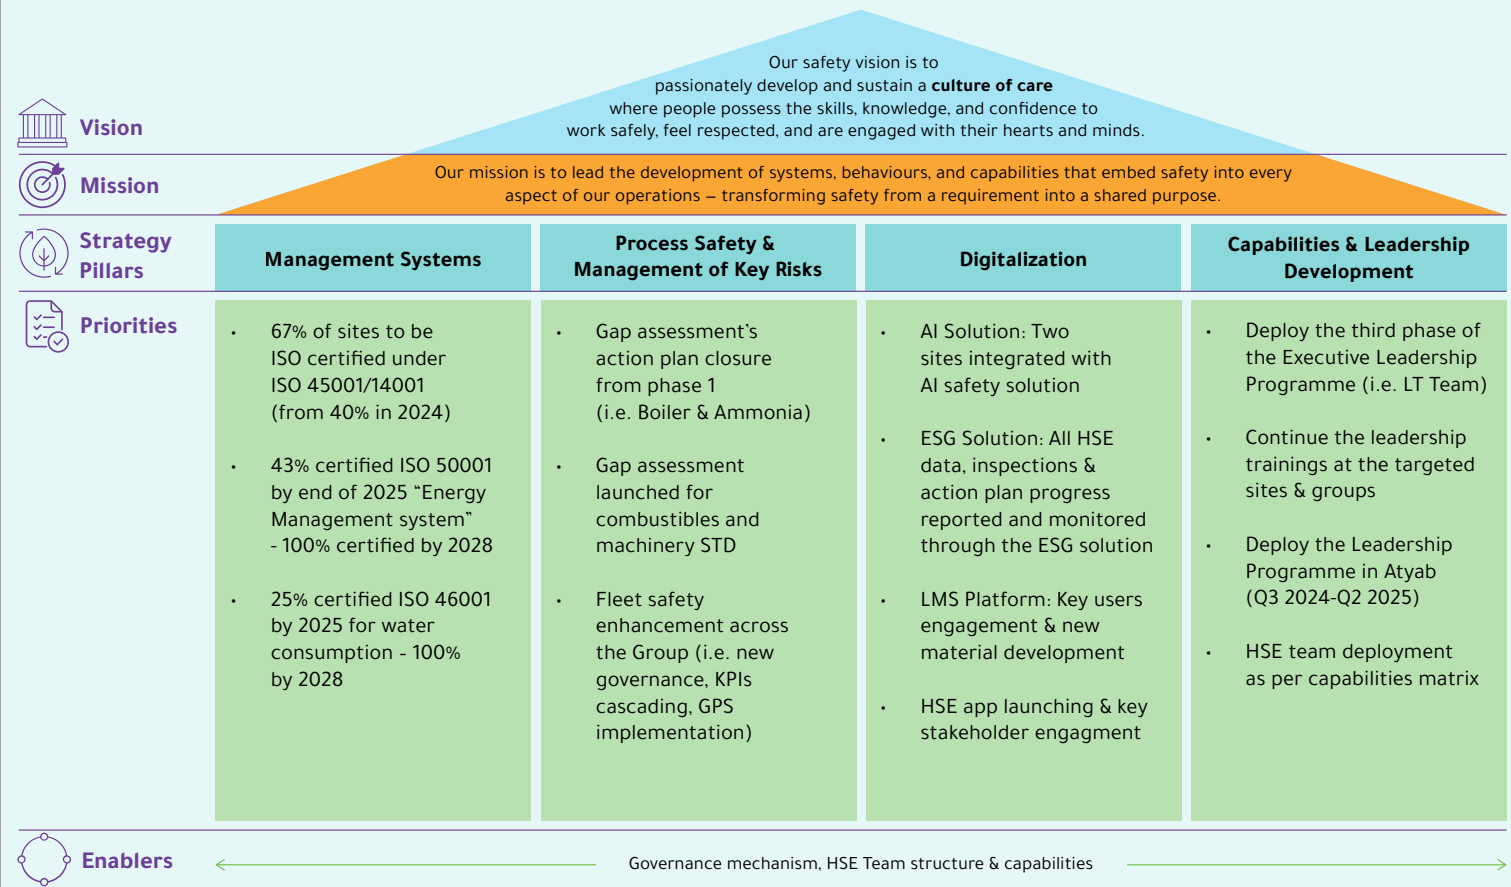 Our safety vision is to
passionately develop and sustain a culture of care
where people possess the skills, knowledge, and confidence to
work safely, feel respected, and are engaged with their hearts and minds.
Vision
Our mission is to lead the development of systems, behaviours, and capabilities that embed safety into every
aspect of our operations – transforming safety from a requirement into a shared purpose.
Mission
Strategy
Pillars
Management Systems
Process Safety &
Management of Key Risks
Digitalization
Capabilities & Leadership
Development
Priorities
• 67% of sites to be
ISO certified under
ISO 45001/14001
(from 40% in 2024)
• 43% certified ISO 50001
by end of 2025 “Energy
Management system”
- 100% certified by 2028
• 25% certified ISO 46001
by 2025 for water
consumption - 100%
by 2028
• Gap assessment's
action plan closure
from phase 1
(i.e. Boiler & Ammonia)
• Gap assessment
launched for
combustibles and
machinery STD
• Fleet safety
enhancement across
the Group (i.e. new
governance, KPIs
cascading, GPS
implementation)
• AI Solution: Two
sites integrated with
AI safety solution
• ESG Solution: All HSE
data, inspections &
action plan progress
reported and monitored
through the ESG solution
• LMS Platform: Key users
engagement & new
material development
• HSE app launching & key
stakeholder engagment
• Deploy the third phase of
the Executive Leadership
Programme (i.e. LT Team)
• Continue the leadership
trainings at the targeted
sites & groups
• Deploy the Leadership
Programme in Atyab
(Q3 2024-Q2 2025)
• HSE team deployment
as per capabilities matrix
Enablers
Governance mechanism, HSE Team structure & capabilities